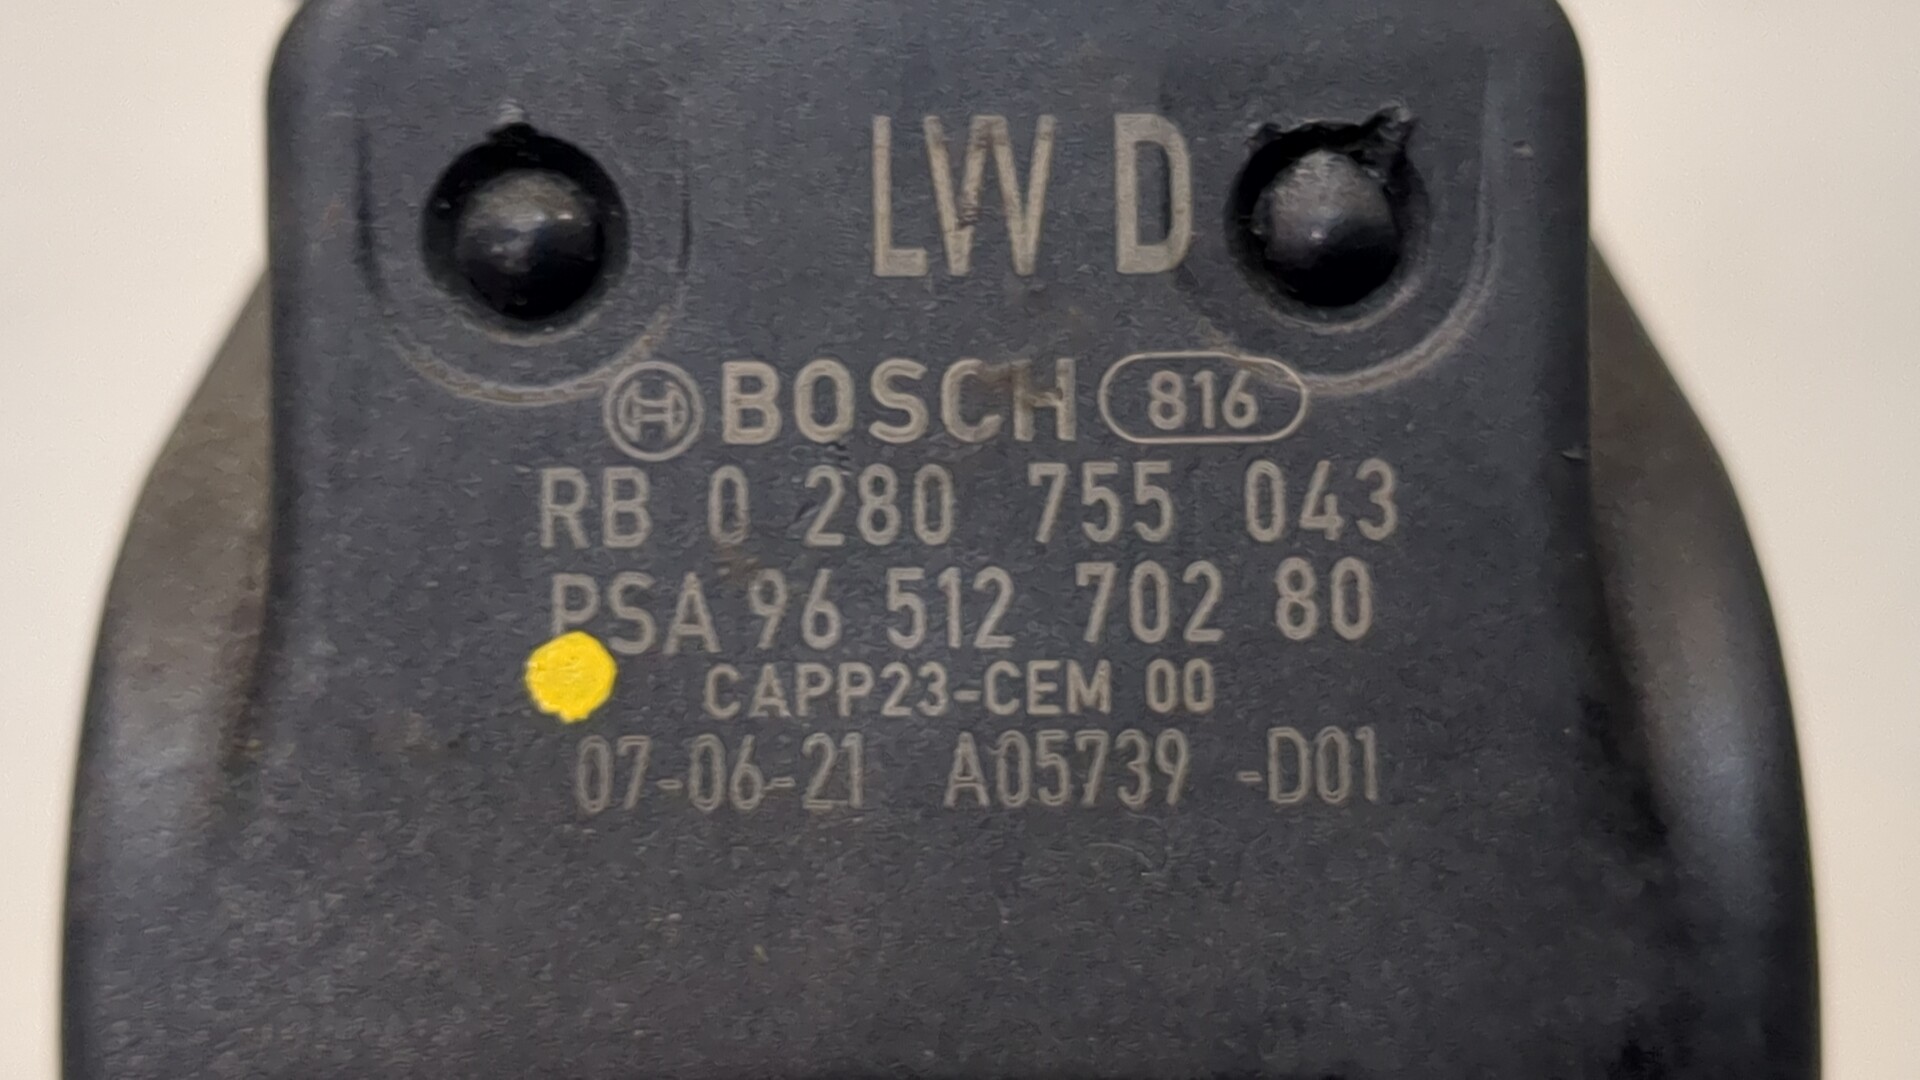 LW D
BOSCH 816
RB 0 280 755 043
PSA 96 512 702 80
CAPP23-CEM 00
07-06-21 A05739 -D01